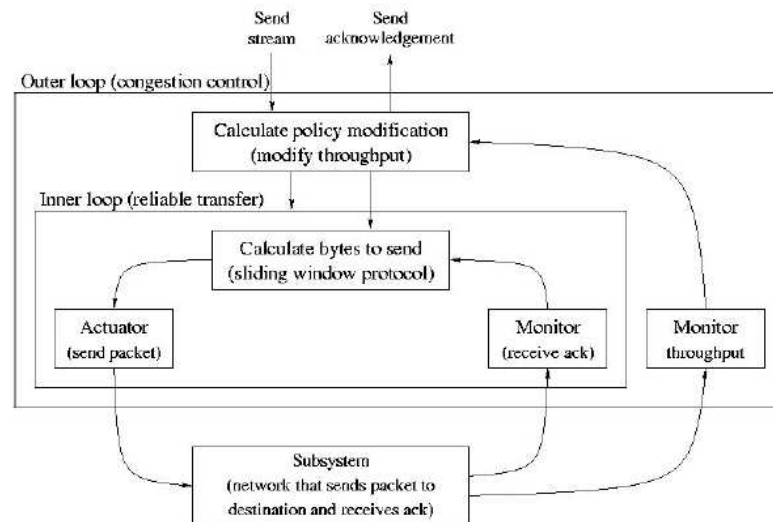 Send
stream
Send
acknowledgement
Outer loop (congestion control)
Calculate policy modification
(modify throughput)
Inner loop (reliable transfer)
Calculate bytes to send
(sliding window protocol)
Actuator
(send packet)
Monitor
(receive ack)
Monitor
throughput
Subsystem
(network that sends packet to
destination and receives ack)